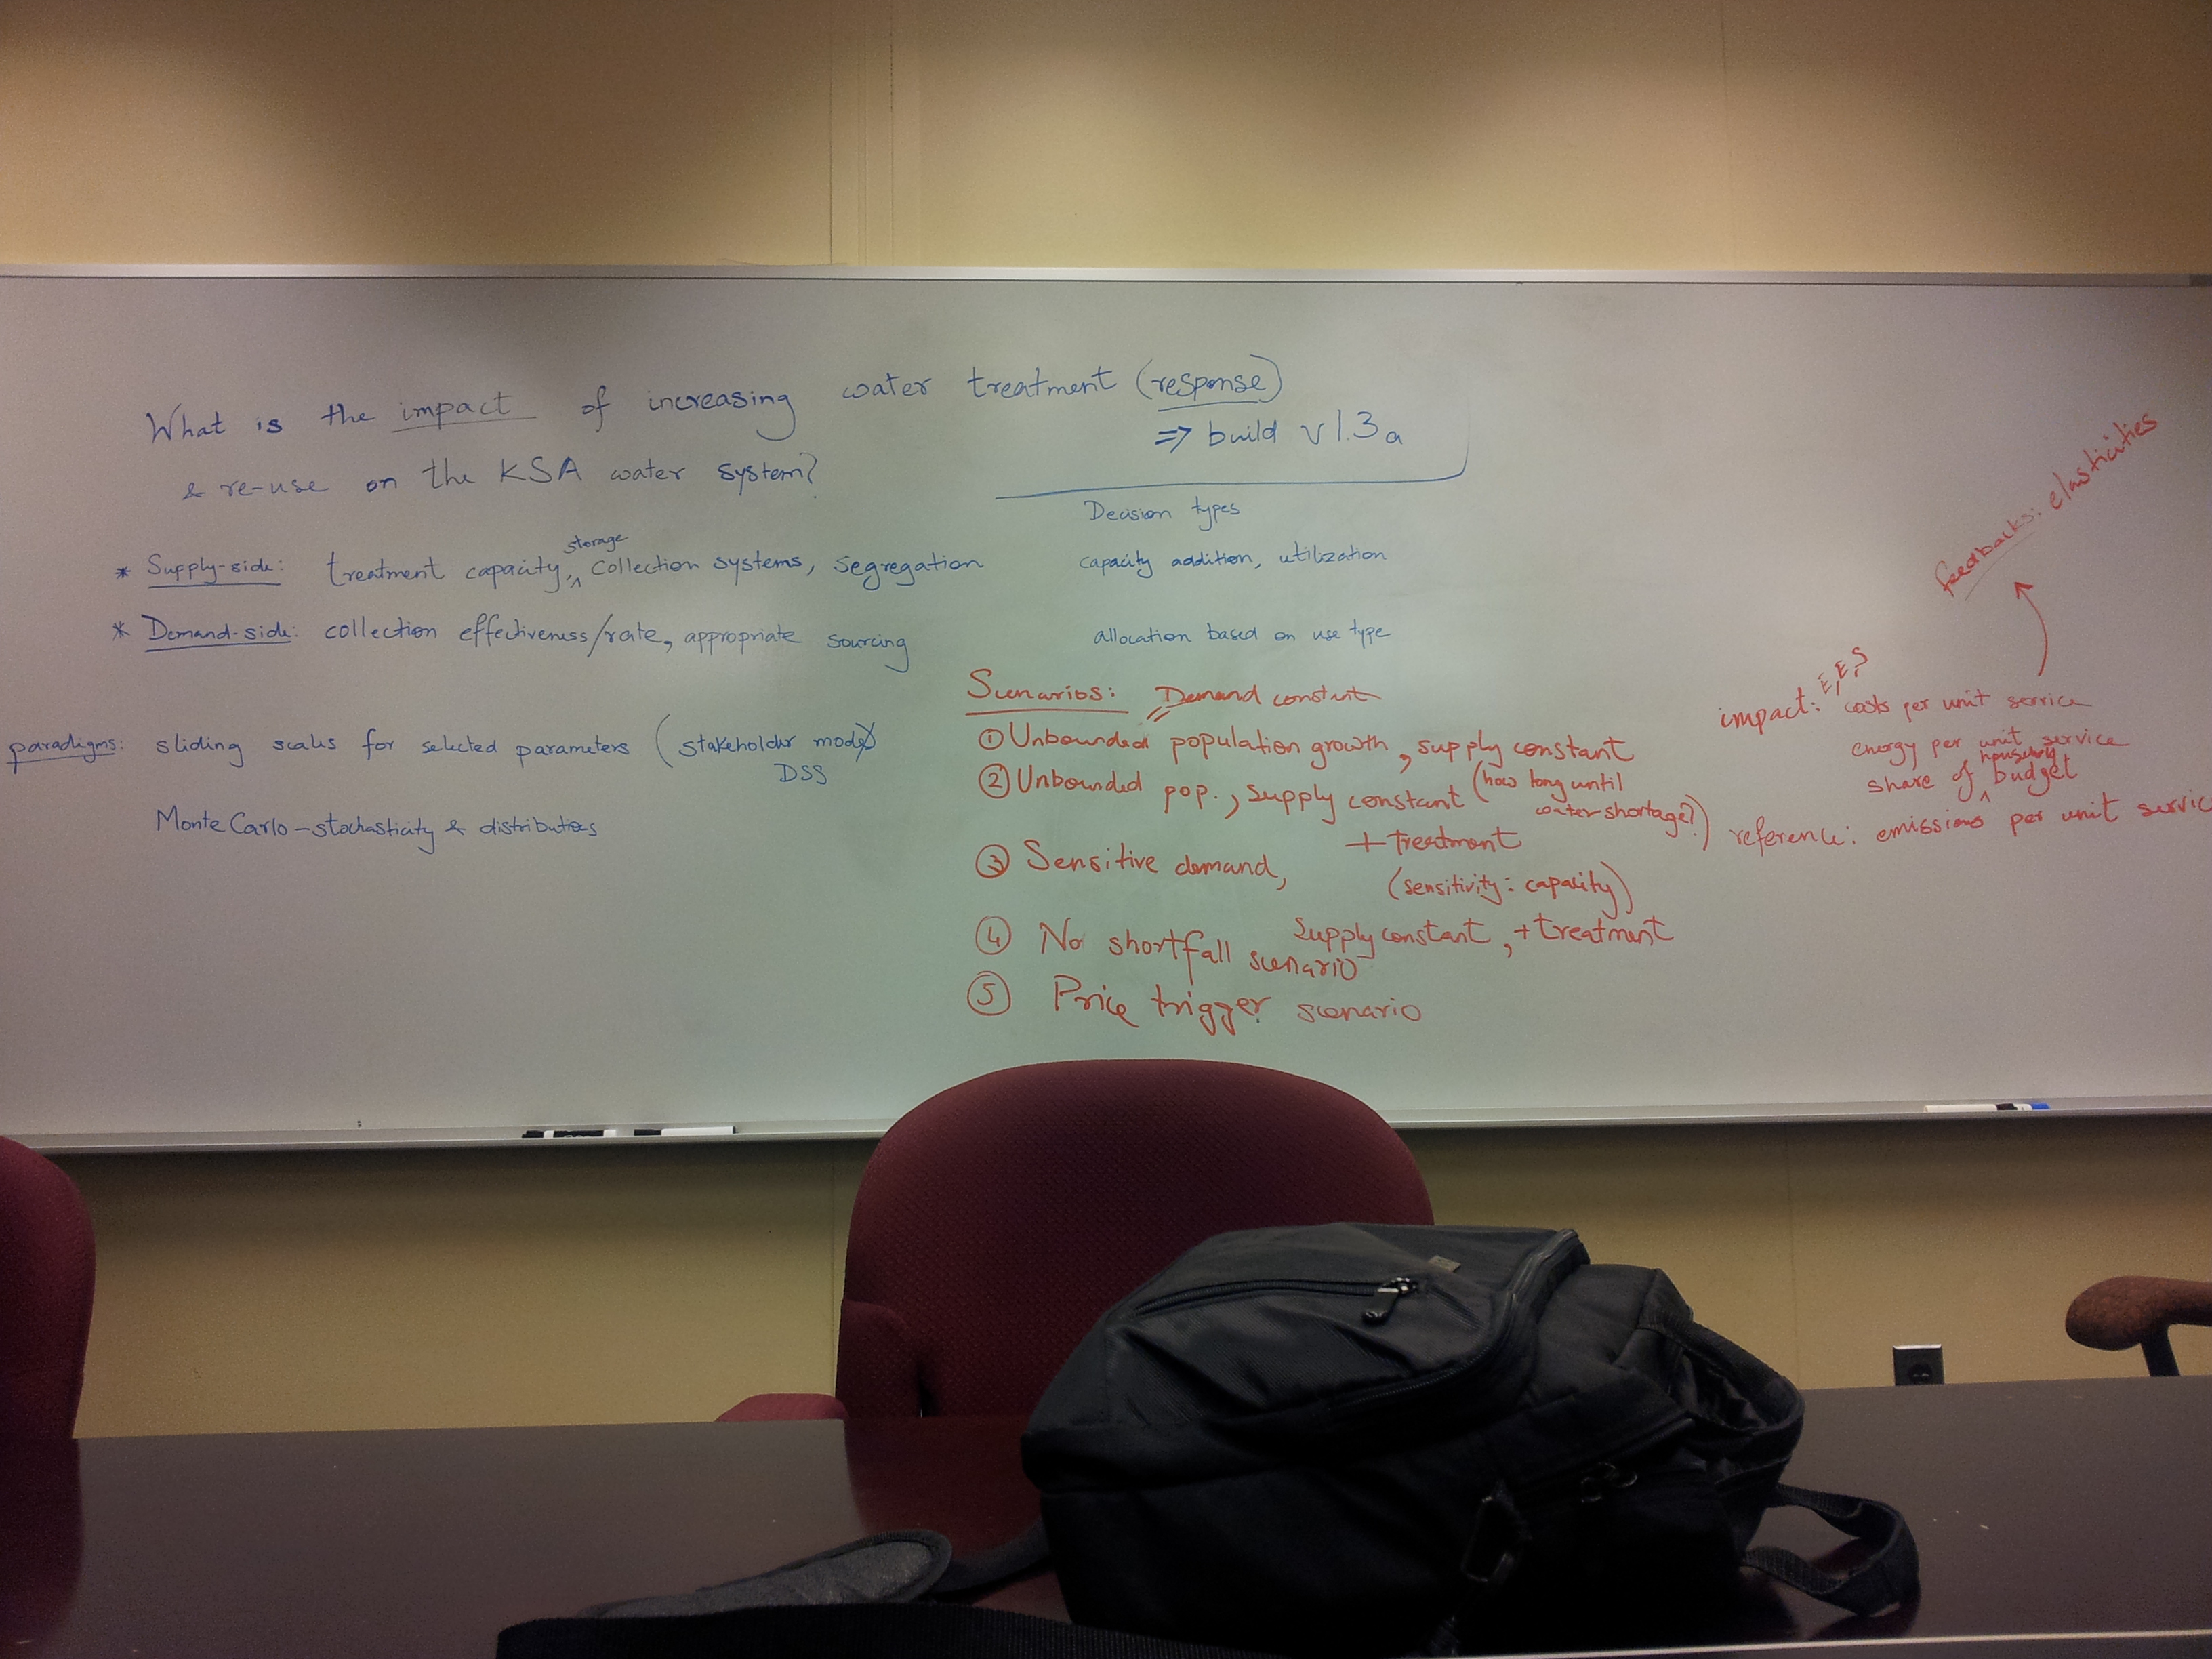 What is the impact of increasing water treatment (response)
=> build v1.3a
& re-use on the KSA water system?
Decision types
* Supply-side: treatment capacity, storage collection systems, segregation
capacity addition, utilization
* Demand-side: collection effectiveness/rate, appropriate sourcing
allocation based on use type
paradigms: sliding scales for selected parameters (stakeholder mode)
DSS
Monte Carlo - stochasticity & distributions
Scenarios: Demand constant
① Unbounded population growth, supply constant
② Unbounded pop., supply constant (how long until
water shortage?)
+ treatment
③ Sensitive demand,
(sensitivity: capacity)
Supply constant, + treatment
④ No shortfall scenario
⑤ Price trigger scenario
feedbacks: elasticities
E, E, S
impact: costs per unit service
energy per unit service
share of household budget
reference: emissions per unit servic